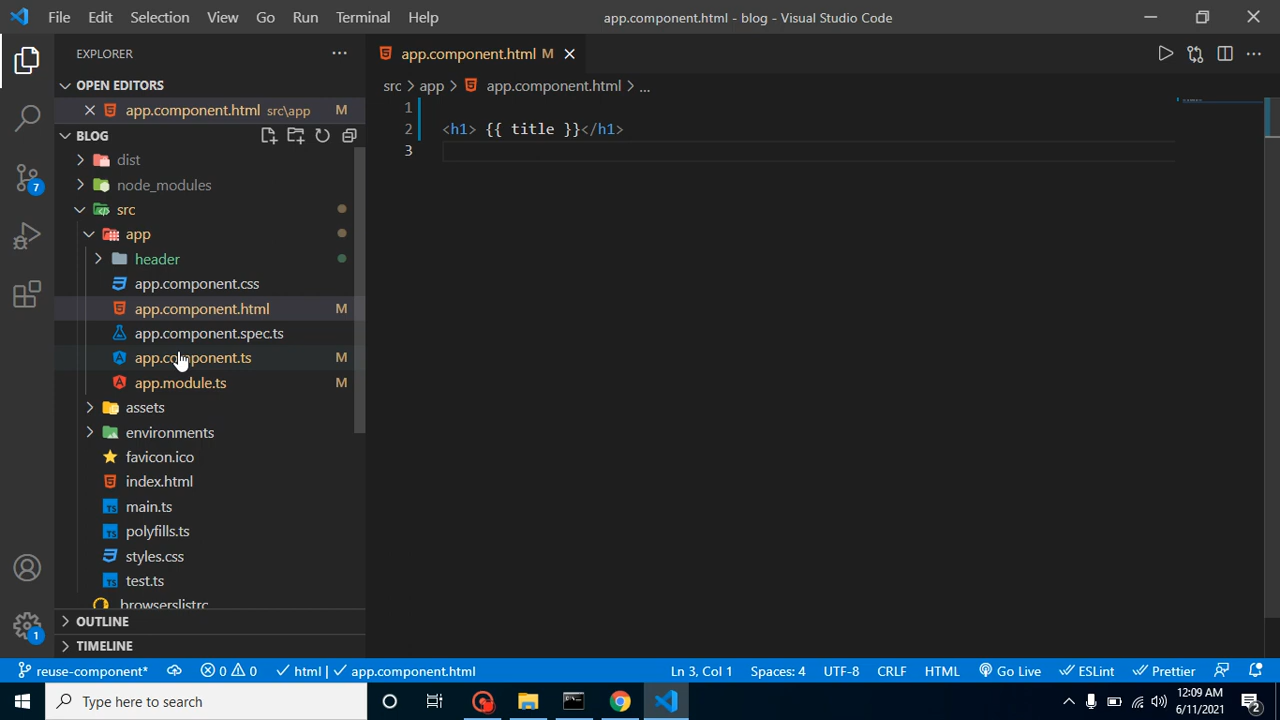 File Edit Selection View Go Run Terminal Help app.component.html - blog - Visual Studio Code
EXPLORER
app.component.html M
OPEN EDITORS
app.component.html src\app M
src > app > app.component.html > ...
BLOG
1
2 <h1> {{ title }}</h1>
3
dist
node_modules
src
app
header
app.component.css
app.component.html M
app.component.spec.ts
app.component.ts M
app.module.ts M
assets
environments
favicon.ico
index.html
main.ts
polyfills.ts
styles.css
test.ts
.browserslistrc
OUTLINE
TIMELINE
7
1
reuse-component* 0 0 html | app.component.html Ln 3, Col 1 Spaces: 4 UTF-8 CRLF HTML Go Live ESLint Prettier
Type here to search
12:09 AM
6/11/2021
2